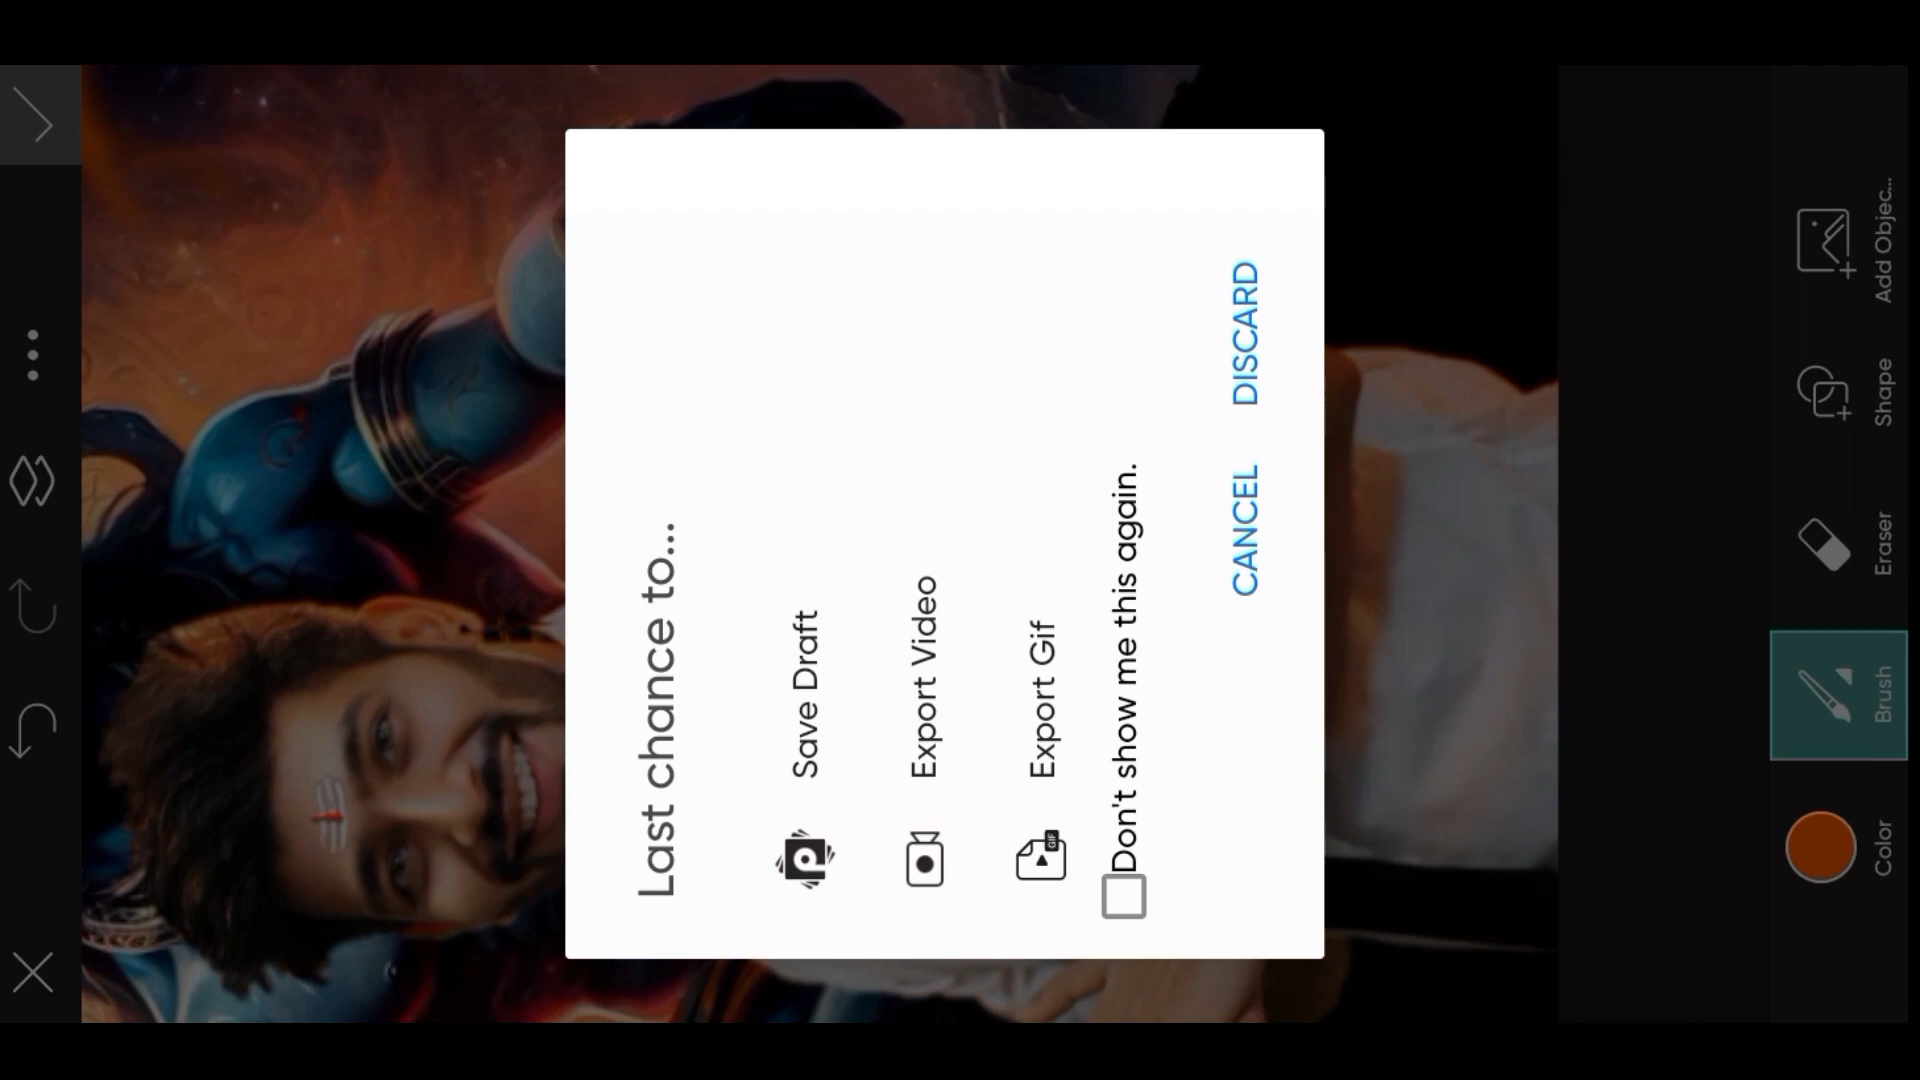 Last chance to...
Save Draft
Export Video
GIF
Export Gif
Don't show me this again.
CANCEL DISCARD
Color
Brush
Eraser
Shape
Add Objec...